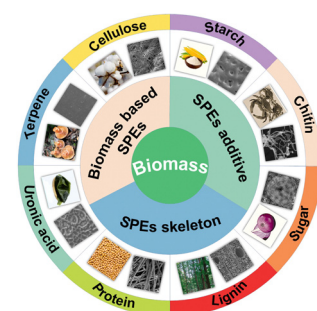 Cellulose
Starch
Chitin
Sugar
Lignin
Protein
Uronic acid
Terpene
Biomass based
SPEs
SPEs additive
SPEs skeleton
Biomass